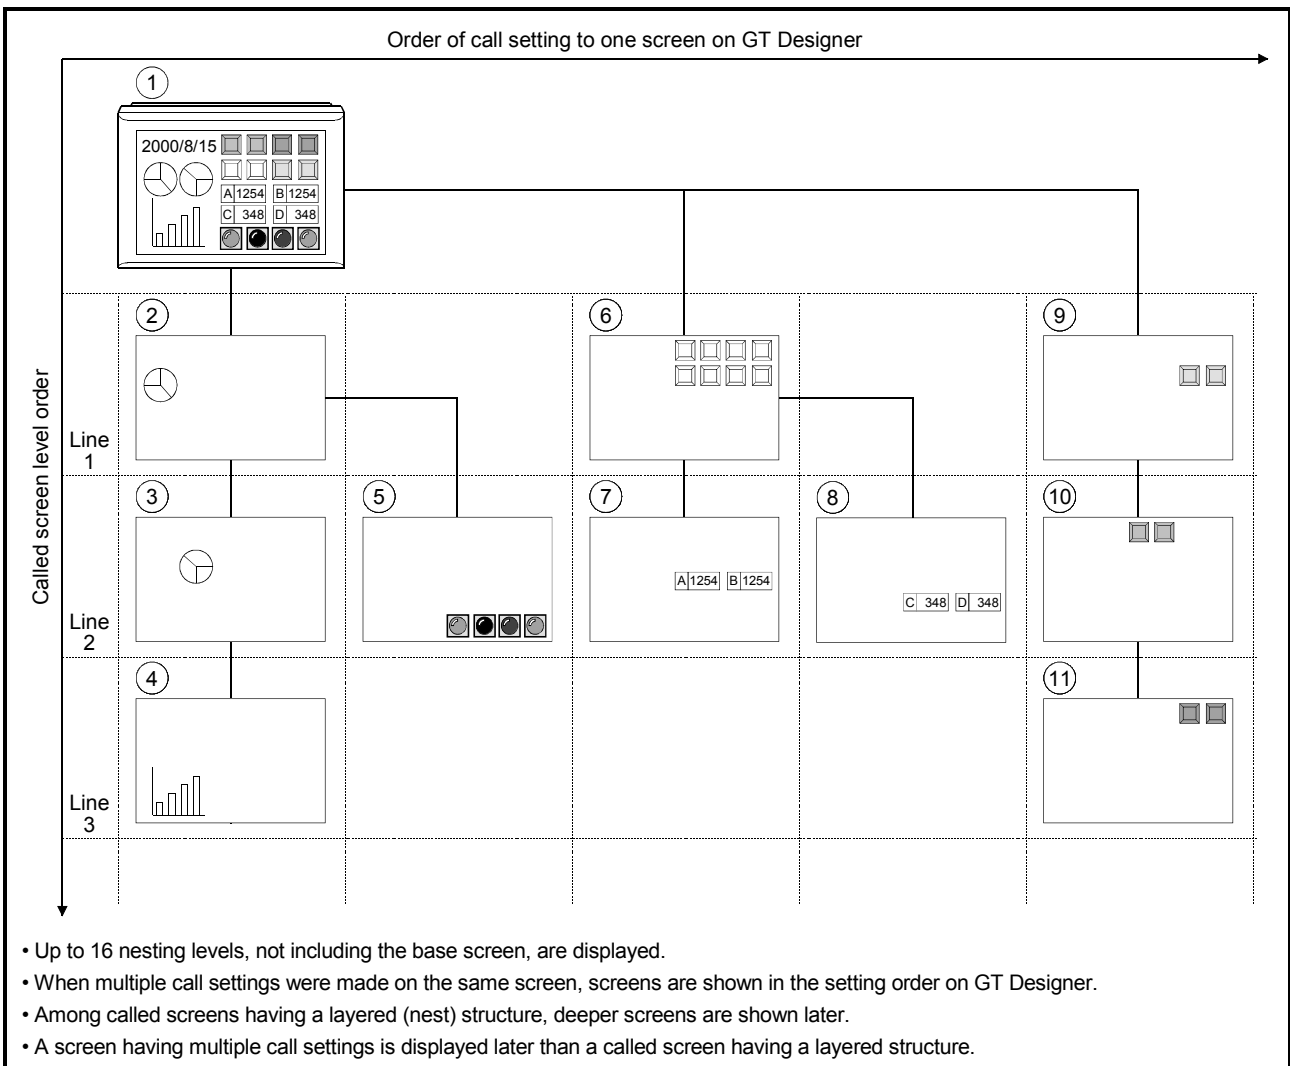 Order of call setting to one screen on GT Designer
1
2000/8/15
A 1254 B 1254
C 348 D 348
Called screen level order
2
6
9
Line
1
3
5
7
8
10
A 1254 B 1254
C 348 D 348
Line
2
4
11
Line
3
• Up to 16 nesting levels, not including the base screen, are displayed.
• When multiple call settings were made on the same screen, screens are shown in the setting order on GT Designer.
• Among called screens having a layered (nest) structure, deeper screens are shown later.
• A screen having multiple call settings is displayed later than a called screen having a layered structure.